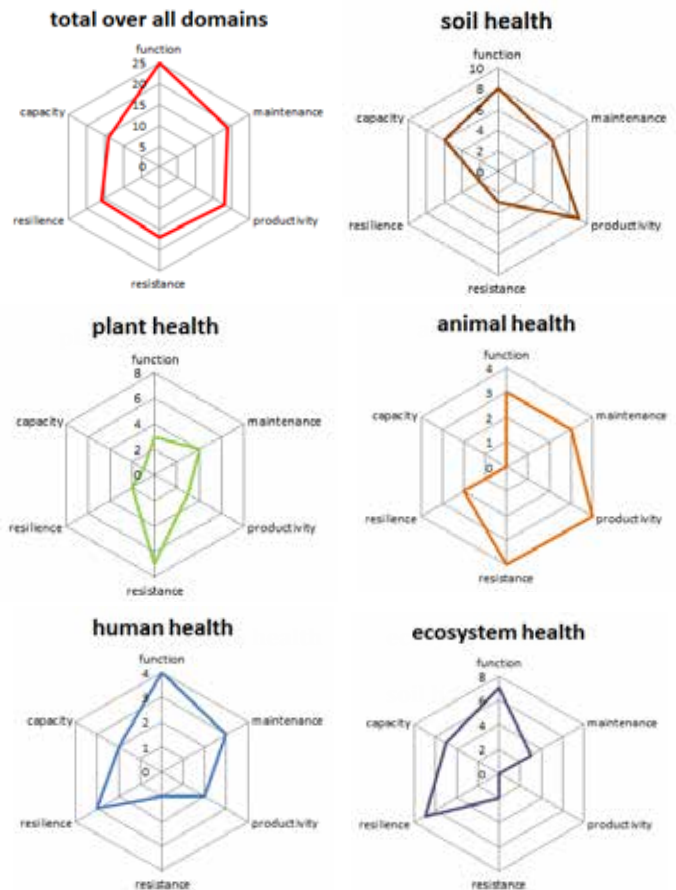 total over all domains
function
25
20
15
10
5
0
capacity
maintenance
resilience
productivity
resistance
soil health
function
10
8
6
4
2
0
capacity
maintenance
resilience
productivity
resistance
plant health
function
8
6
4
2
0
capacity
maintenance
resilience
productivity
resistance
animal health
function
4
3
2
1
0
capacity
maintenance
resilience
productivity
resistance
human health
function
4
3
2
1
0
capacity
maintenance
resilience
productivity
resistance
ecosystem health
function
8
6
4
2
0
capacity
maintenance
resilience
productivity
resistance